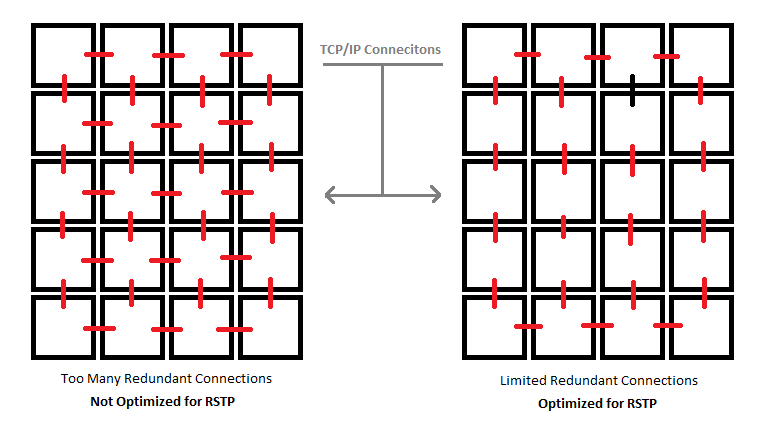 TCP/IP Connecitons
Too Many Redundant Connections
Not Optimized for RSTP
Limited Redundant Connections
Optimized for RSTP